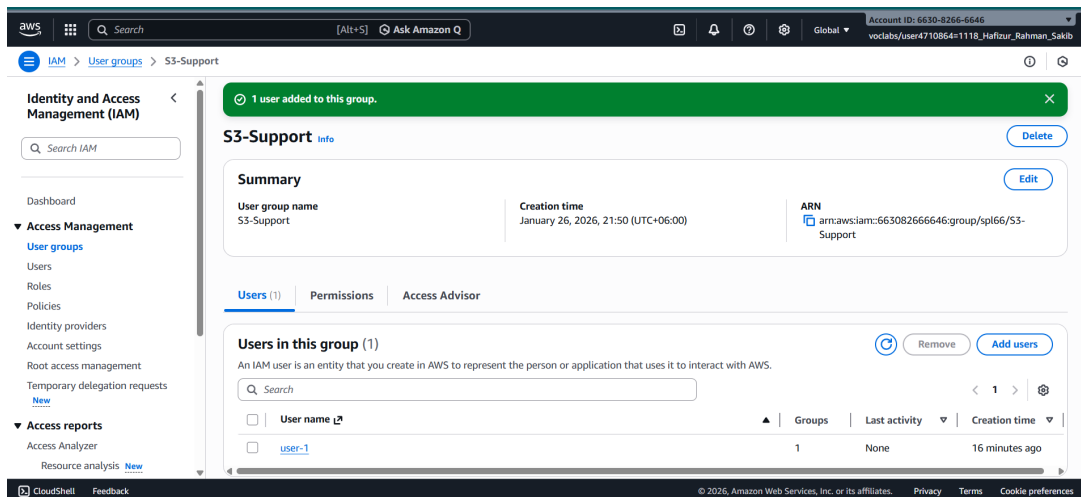 aws
Search [Alt+S] Ask Amazon Q
Global ▼
Account ID: 6630-8266-6646 ▼
voclabs/user4710864=1118_Hafizur_Rahman_Sakib
IAM > User groups > S3-Support
Identity and Access Management (IAM)
Search IAM
Dashboard
▼ Access Management
User groups
Users
Roles
Policies
Identity providers
Account settings
Root access management
Temporary delegation requests
New
▼ Access reports
Access Analyzer
Resource analysis New
1 user added to this group.
S3-Support Info
Delete
Summary
Edit
User group name
S3-Support
Creation time
January 26, 2026, 21:50 (UTC+06:00)
ARN
arn:aws:iam::663082666646:group/spl66/S3-
Support
Users (1) Permissions Access Advisor
Users in this group (1)
Remove
Add users
An IAM user is an entity that you create in AWS to represent the person or application that uses it to interact with AWS.
Search
< 1 >
User name ▲ Groups Last activity ▽ Creation time ▽
user-1 1 None 16 minutes ago
CloudShell Feedback © 2026, Amazon Web Services, Inc. or its affiliates. Privacy Terms Cookie preferences